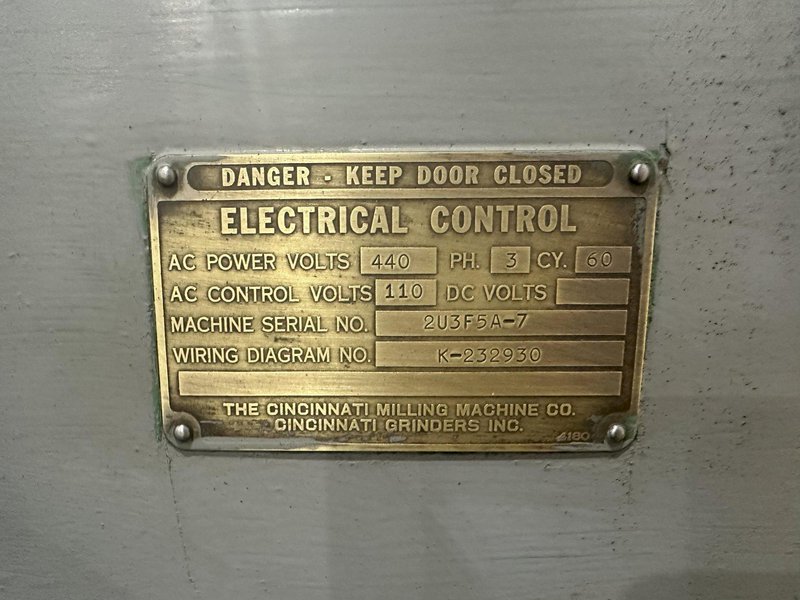 DANGER - KEEP DOOR CLOSED
ELECTRICAL CONTROL
AC POWER VOLTS 440 PH. 3 CY. 60
AC CONTROL VOLTS 110 DC VOLTS
MACHINE SERIAL NO. 2U3F5A-7
WIRING DIAGRAM NO. K-232930
THE CINCINNATI MILLING MACHINE CO.
CINCINNATI GRINDERS INC.